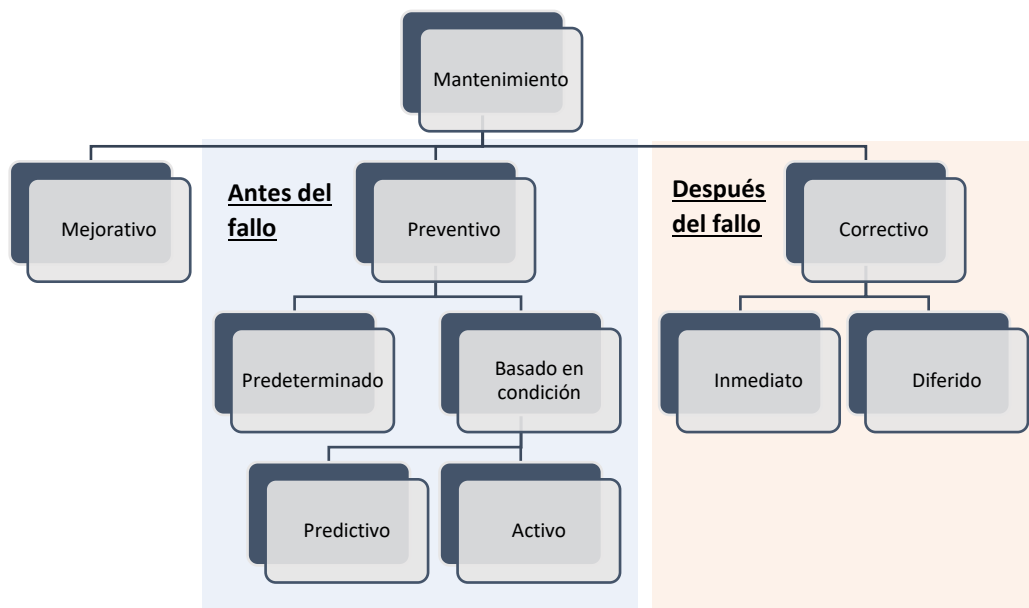 Mantenimiento
Mejorativo
Antes del
fallo
Preventivo
Después
del fallo
Correctivo
Predeterminado
Basado en
condición
Inmediato
Diferido
Predictivo
Activo